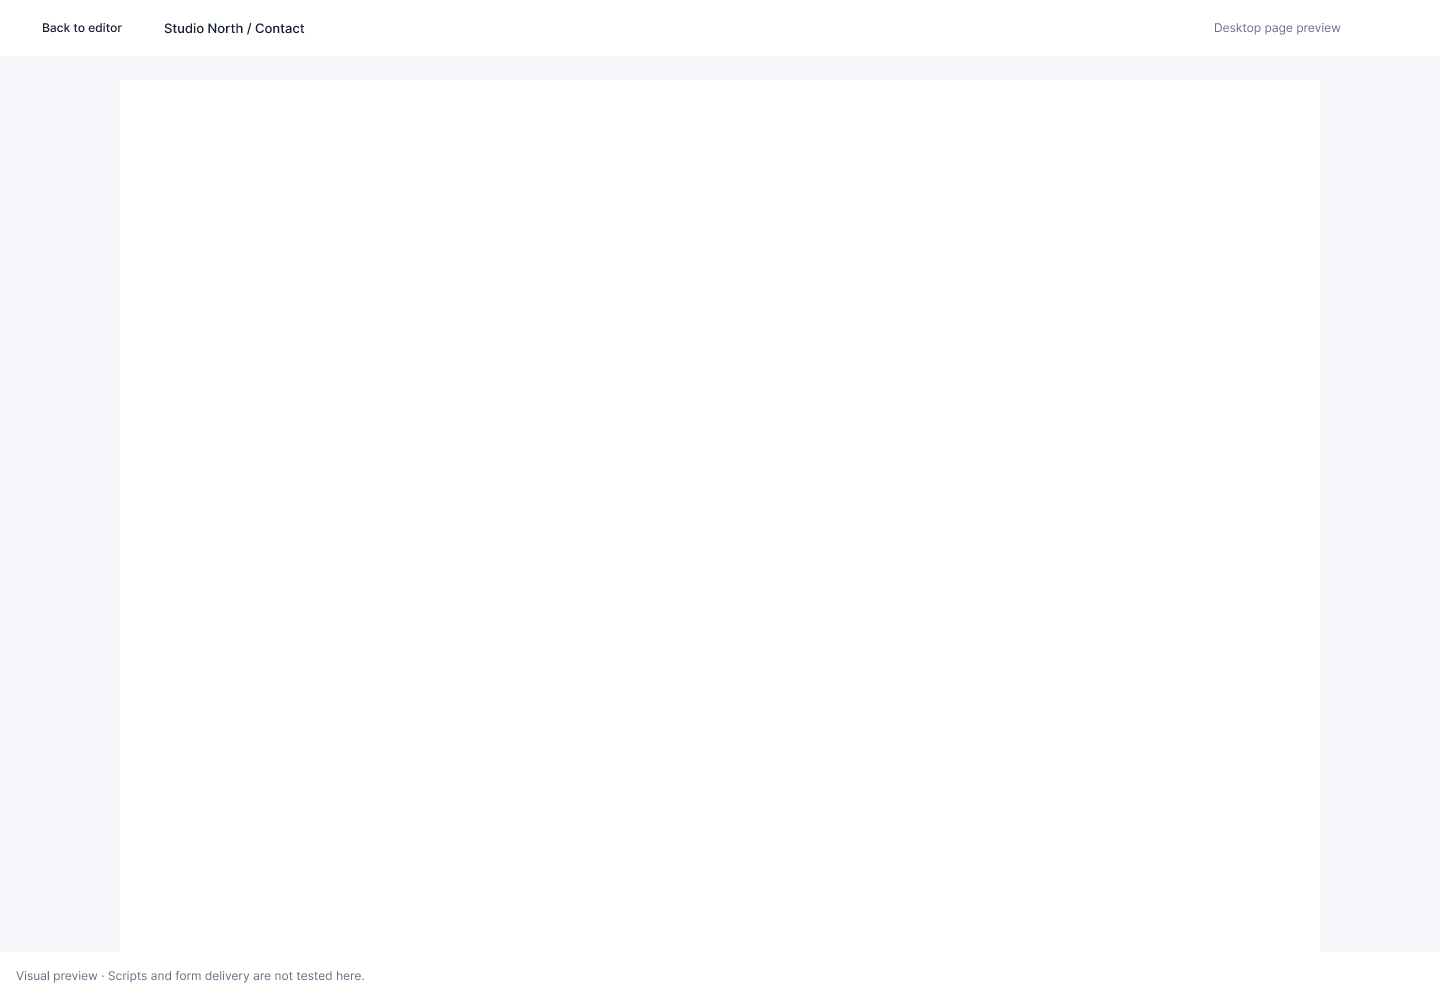 Back to editor
Studio North / Contact
Desktop page preview
Visual preview · Scripts and form delivery are not tested here.